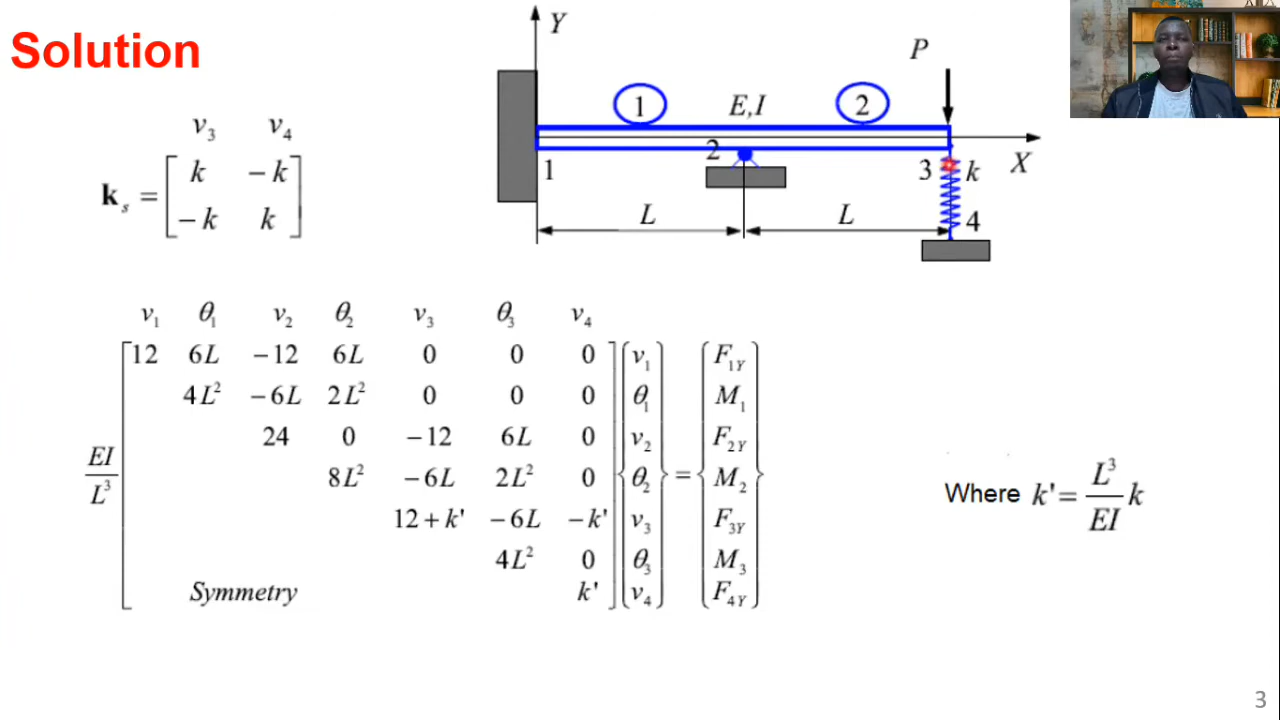 Solution
Y
P
1
E,I
2
2
1
3
k
X
L
L
4
v₃ v₄
k_s = [ k −k ]
[ −k k ]
v₁ θ₁ v₂ θ₂ v₃ θ₃ v₄
12 6L −12 6L 0 0 0 v₁ F₁Y
4L² −6L 2L² 0 0 0 θ₁ M₁
24 0 −12 6L 0 v₂ F₂Y
EI/L³ 8L² −6L 2L² 0 θ₂ = M₂
12 + k' −6L −k' v₃ F₃Y
4L² 0 θ₃ M₃
Symmetry k' v₄ F₄Y
Where k' = L³/EI k
3